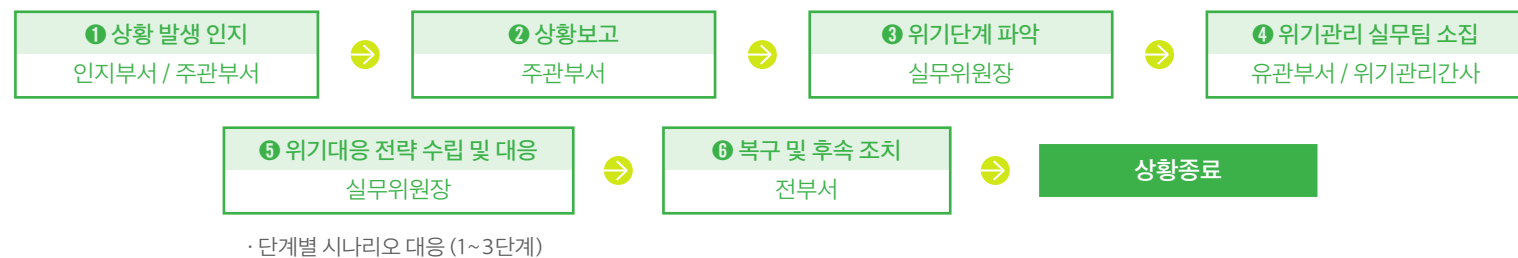 ❶ 상황 발생 인지
인지부서 / 주관부서
❷ 상황보고
주관부서
❸ 위기단계 파악
실무위원장
❹ 위기관리 실무팀 소집
유관부서 / 위기관리간사
❺ 위기대응 전략 수립 및 대응
실무위원장
❻ 복구 및 후속 조치
전부서
상황종료
· 단계별 시나리오 대응 (1~3단계)